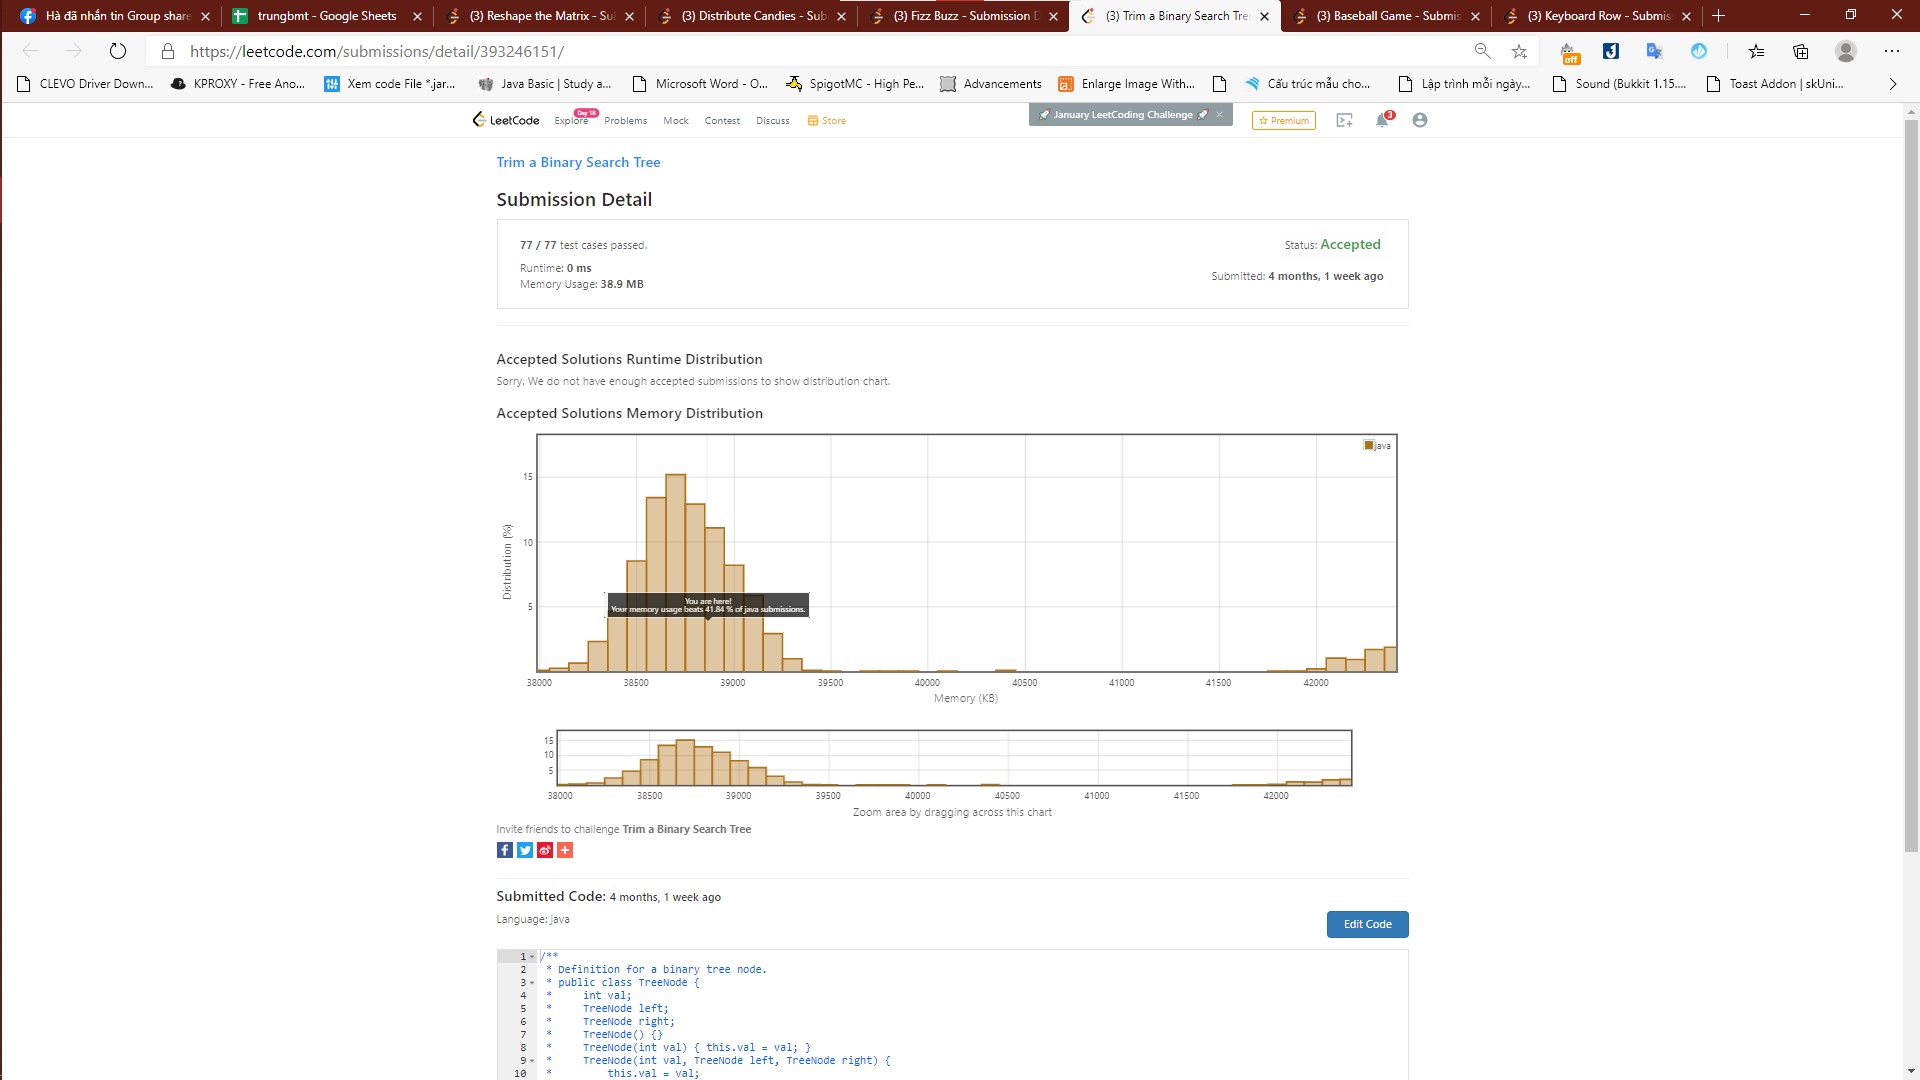 Hà đã nhắn tin Group share
trungbmt - Google Sheets
(3) Reshape the Matrix - Su
(3) Distribute Candies - Sub
(3) Fizz Buzz - Submission D
(3) Trim a Binary Search Tre
(3) Baseball Game - Submis
(3) Keyboard Row - Submis
https://leetcode.com/submissions/detail/393246151/
off
CLEVO Driver Down...
KPROXY - Free Ano...
Xem code File *.jar...
Java Basic | Study a...
Microsoft Word - O...
SpigotMC - High Pe...
Advancements
Enlarge Image With...
Cấu trúc mẫu cho...
Lập trình mỗi ngày...
Sound (Bukkit 1.15....
Toast Addon | skUni...
LeetCode
Explore
Day 18
Problems
Mock
Contest
Discuss
Store
January LeetCoding Challenge
Premium
3
Trim a Binary Search Tree
Submission Detail
77 / 77 test cases passed.
Status: Accepted
Runtime: 0 ms
Submitted: 4 months, 1 week ago
Memory Usage: 38.9 MB
Accepted Solutions Runtime Distribution
Sorry. We do not have enough accepted submissions to show distribution chart.
Accepted Solutions Memory Distribution
java
15
10
5
Distribution (%)
You are here!
Your memory usage beats 41.84 % of java submissions.
38000 38500 39000 39500 40000 40500 41000 41500 42000
Memory (KB)
15
10
5
38000 38500 39000 39500 40000 40500 41000 41500 42000
Zoom area by dragging across this chart
Invite friends to challenge Trim a Binary Search Tree
Submitted Code: 4 months, 1 week ago
Language: java
Edit Code
1 /**
2 * Definition for a binary tree node.
3 * public class TreeNode {
4 *     int val;
5 *     TreeNode left;
6 *     TreeNode right;
7 *     TreeNode() {}
8 *     TreeNode(int val) { this.val = val; }
9 *     TreeNode(int val, TreeNode left, TreeNode right) {
10 *         this.val = val;